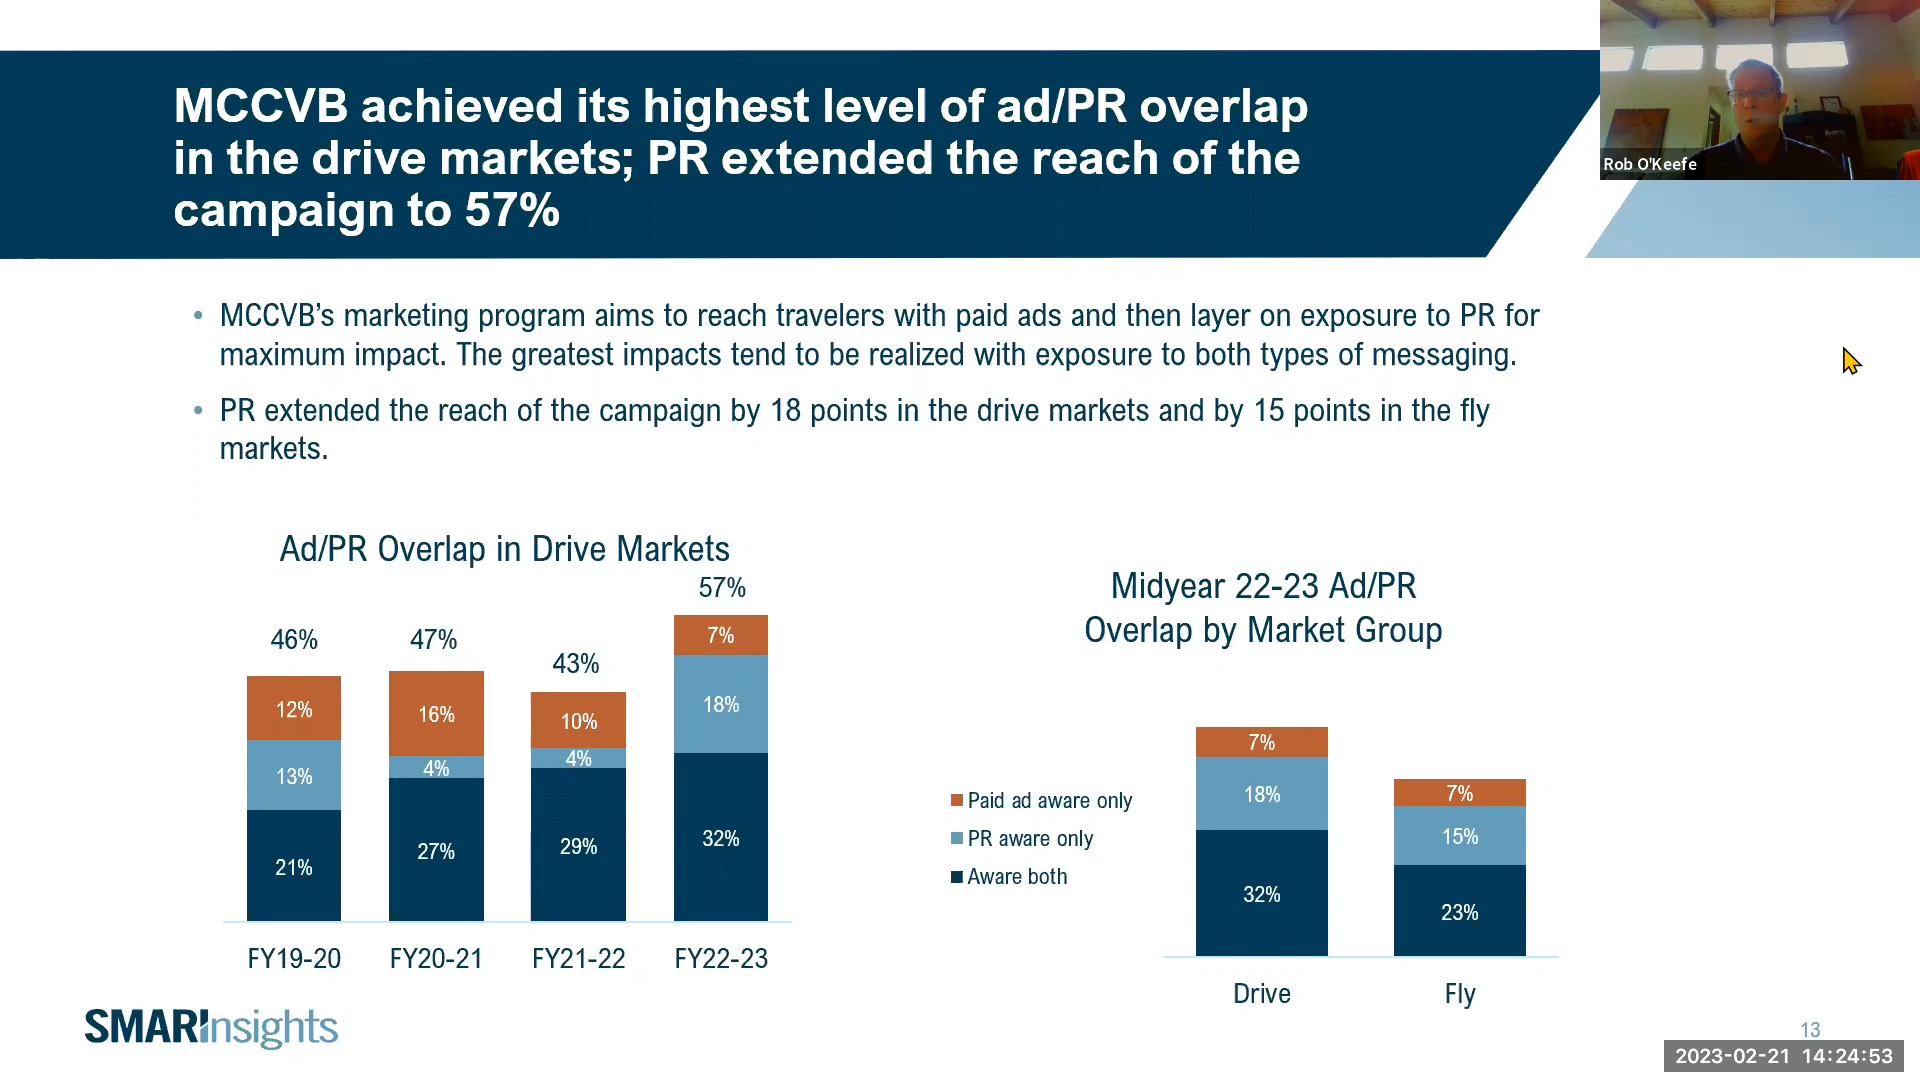 MCCVB achieved its highest level of ad/PR overlap
in the drive markets; PR extended the reach of the
campaign to 57%
Rob O'Keefe
• MCCVB’s marketing program aims to reach travelers with paid ads and then layer on exposure to PR for
maximum impact. The greatest impacts tend to be realized with exposure to both types of messaging.
• PR extended the reach of the campaign by 18 points in the drive markets and by 15 points in the fly
markets.
Ad/PR Overlap in Drive Markets
46%
47%
43%
57%
12%
16%
10%
7%
13%
4%
4%
18%
21%
27%
29%
32%
FY19-20
FY20-21
FY21-22
FY22-23
Midyear 22-23 Ad/PR
Overlap by Market Group
Paid ad aware only
PR aware only
Aware both
7%
7%
18%
15%
32%
23%
Drive
Fly
SMARInsights
13
2023-02-21 14:24:53